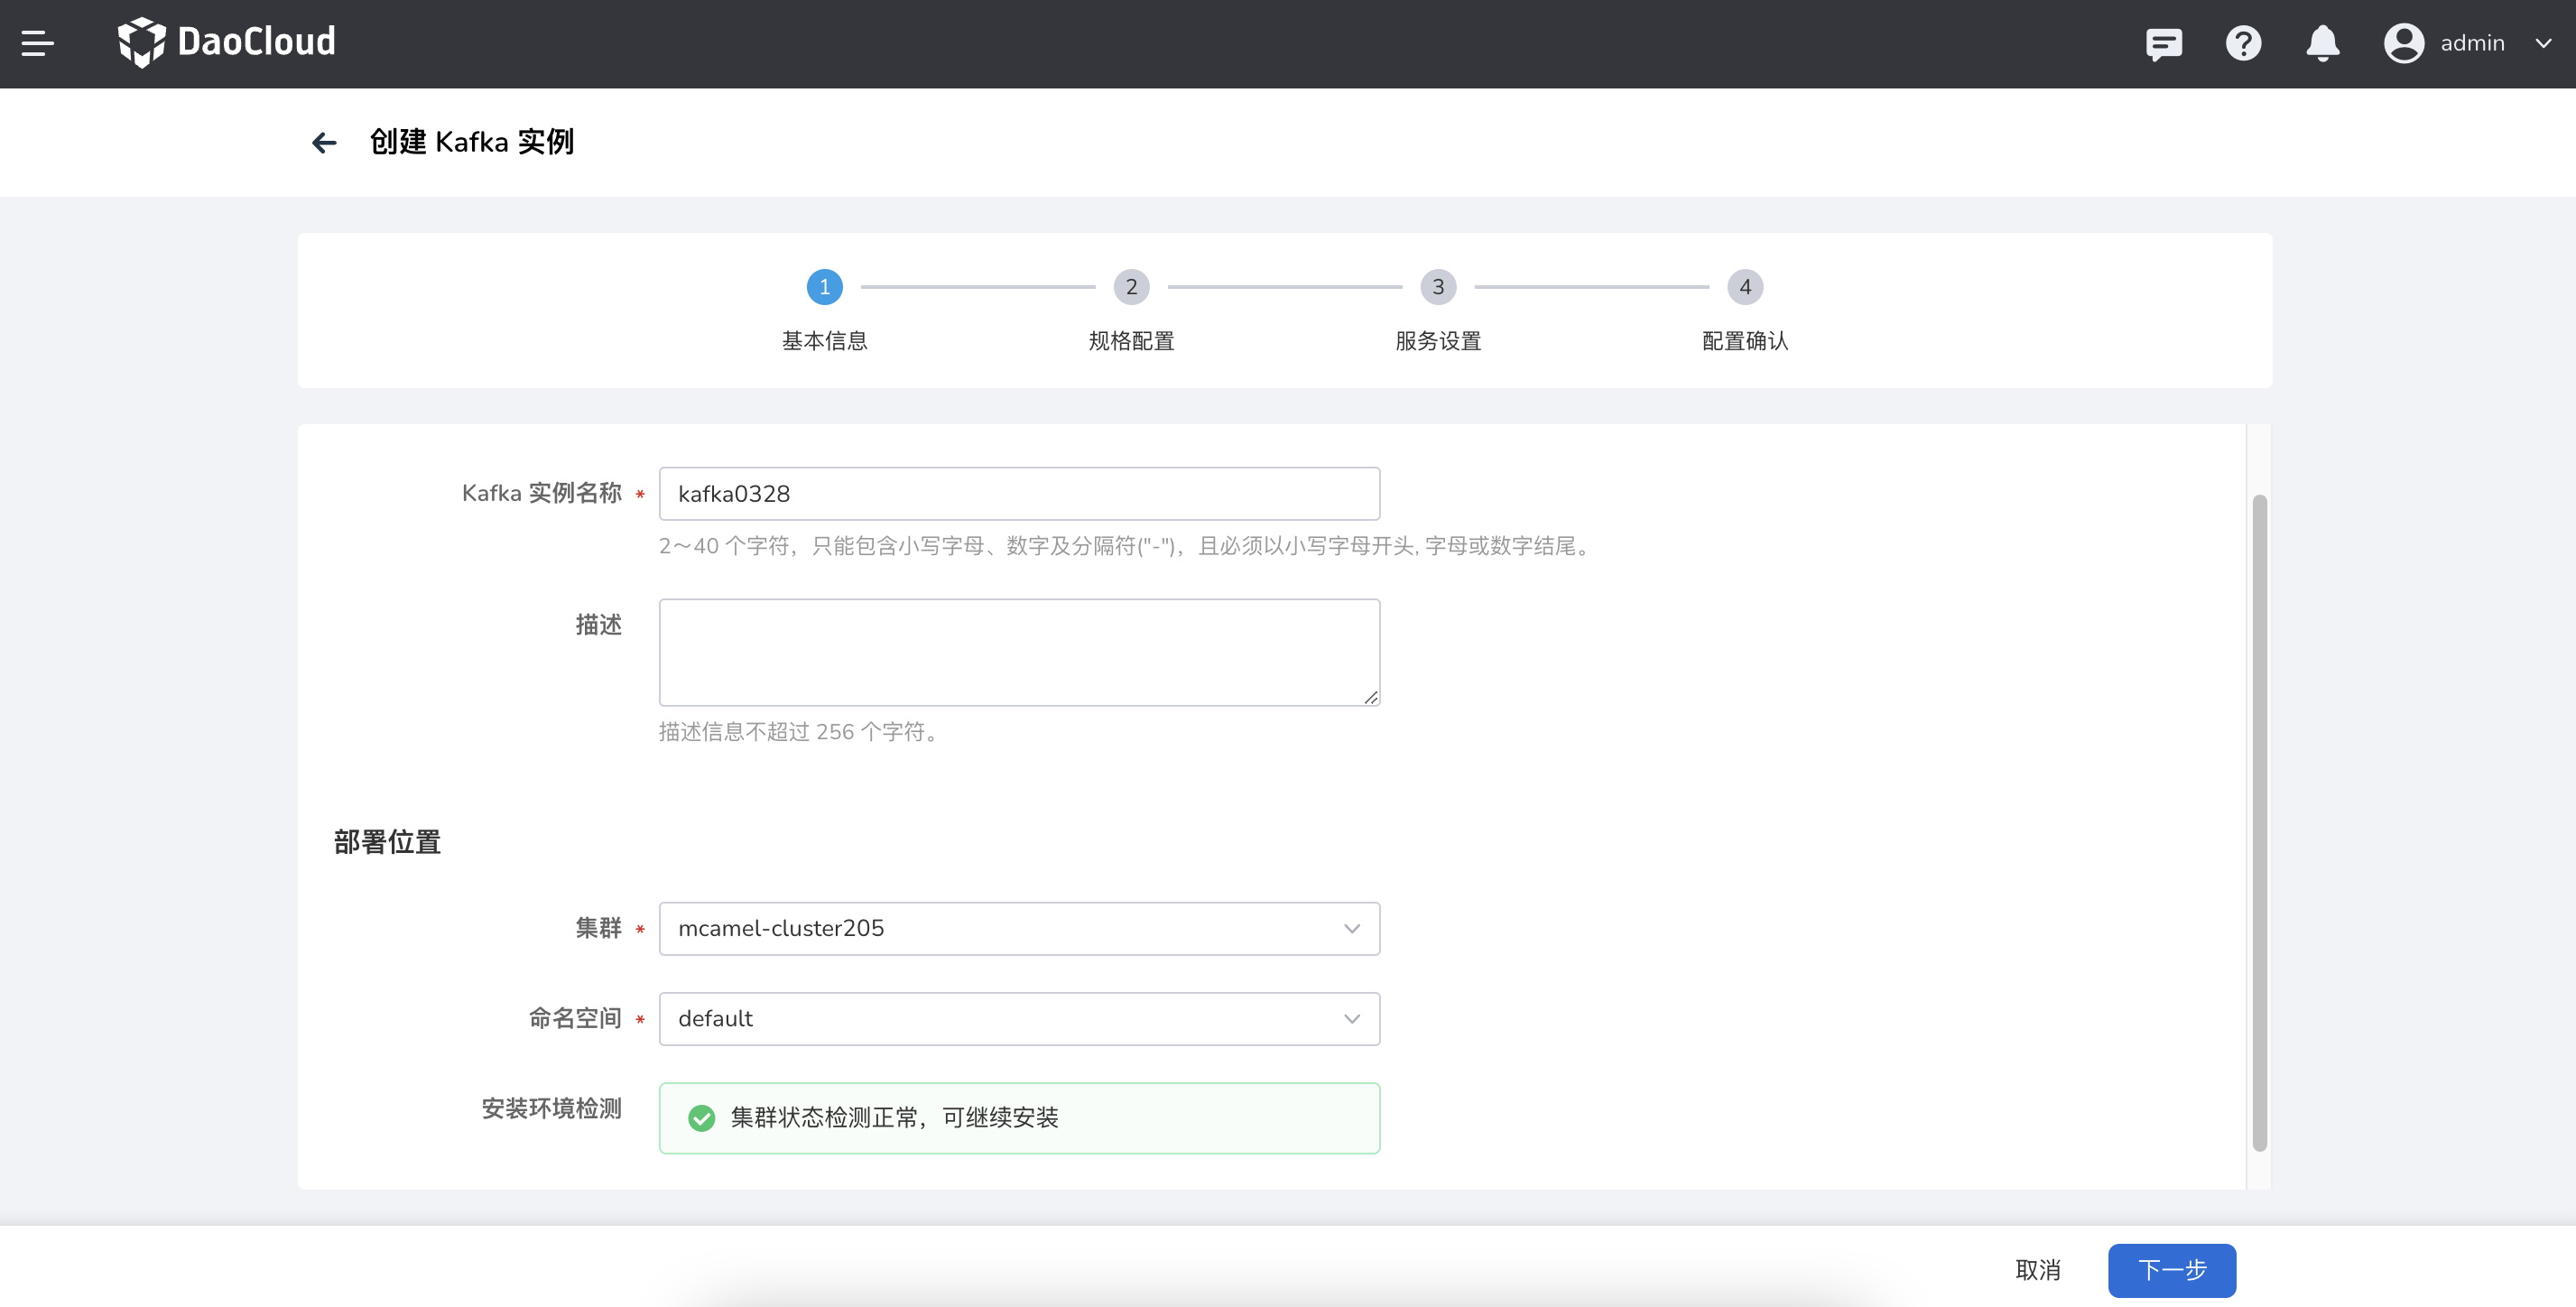 DaoCloud
admin
创建 Kafka 实例
1
2
3
4
基本信息
规格配置
服务设置
配置确认
Kafka 实例名称 *
kafka0328
2～40 个字符，只能包含小写字母、数字及分隔符("-")，且必须以小写字母开头, 字母或数字结尾。
描述
描述信息不超过 256 个字符。
部署位置
集群 *
mcamel-cluster205
命名空间 *
default
安装环境检测
集群状态检测正常，可继续安装
取消
下一步